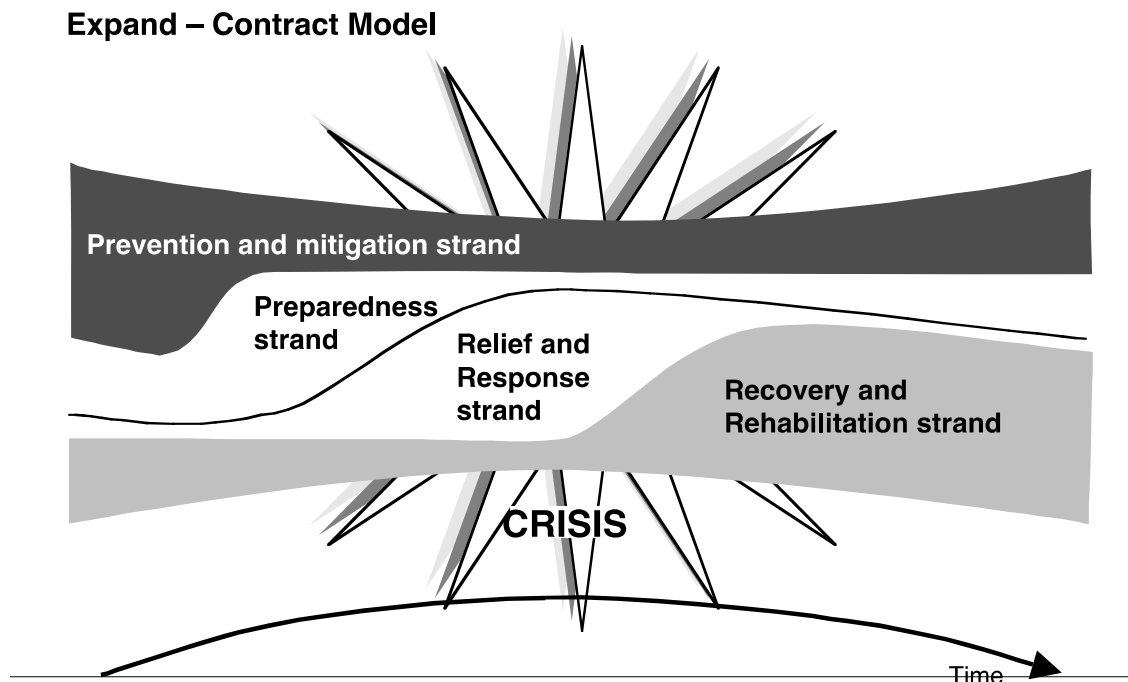 Expand – Contract Model
Prevention and mitigation strand
Preparedness
strand
Relief and
Response
strand
Recovery and
Rehabilitation strand
CRISIS
Time